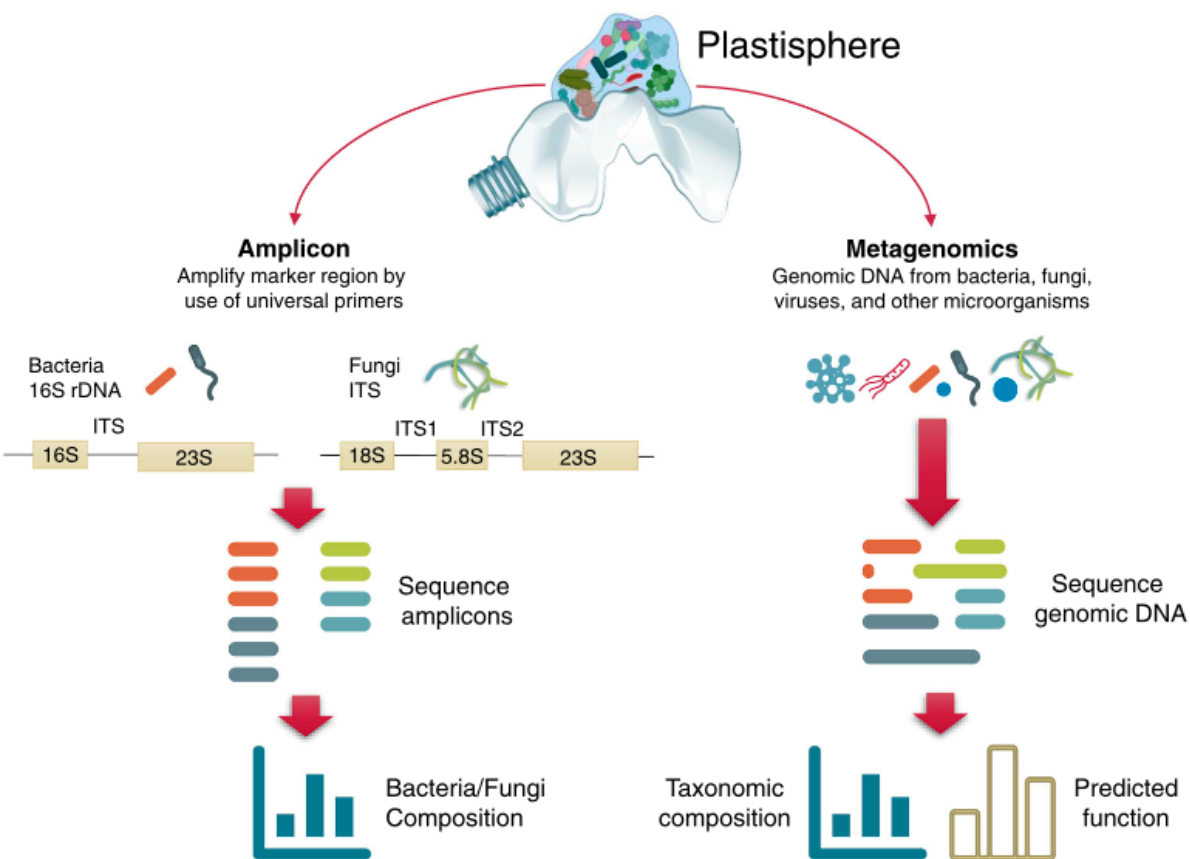 Plastisphere
Amplicon
Amplify marker region by
use of universal primers
Metagenomics
Genomic DNA from bacteria, fungi,
viruses, and other microorganisms
Bacteria
16S rDNA
ITS
16S
23S
Fungi
ITS
ITS1
ITS2
18S
5.8S
23S
Sequence
amplicons
Sequence
genomic DNA
Bacteria/Fungi
Composition
Taxonomic
composition
Predicted
function